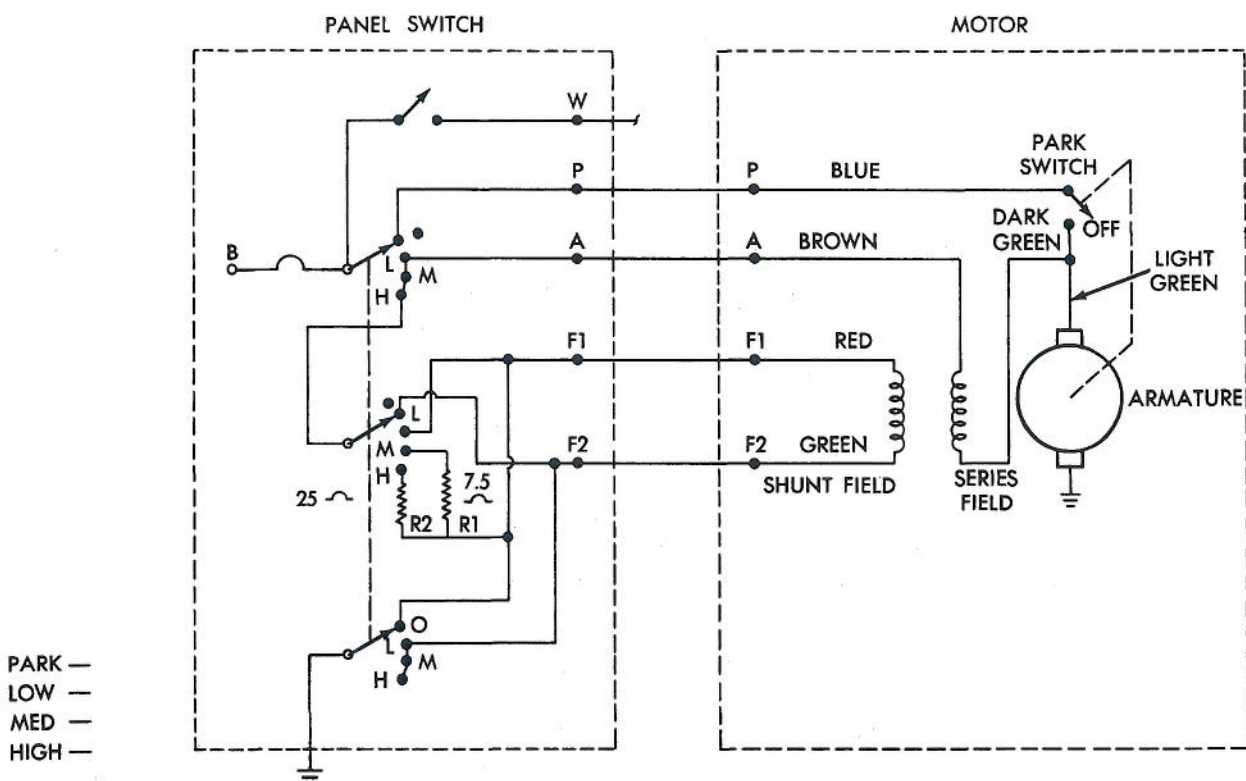 PANEL SWITCH
MOTOR
W
P
P
BLUE
PARK
SWITCH
OFF
DARK
GREEN
LIGHT
GREEN
B
L
M
H
A
A
BROWN
F1
F1
RED
L
M
H
25
7.5
R2
R1
F2
F2
GREEN
SHUNT FIELD
SERIES
FIELD
ARMATURE
O
L
M
H
PARK —
LOW —
MED —
HIGH —